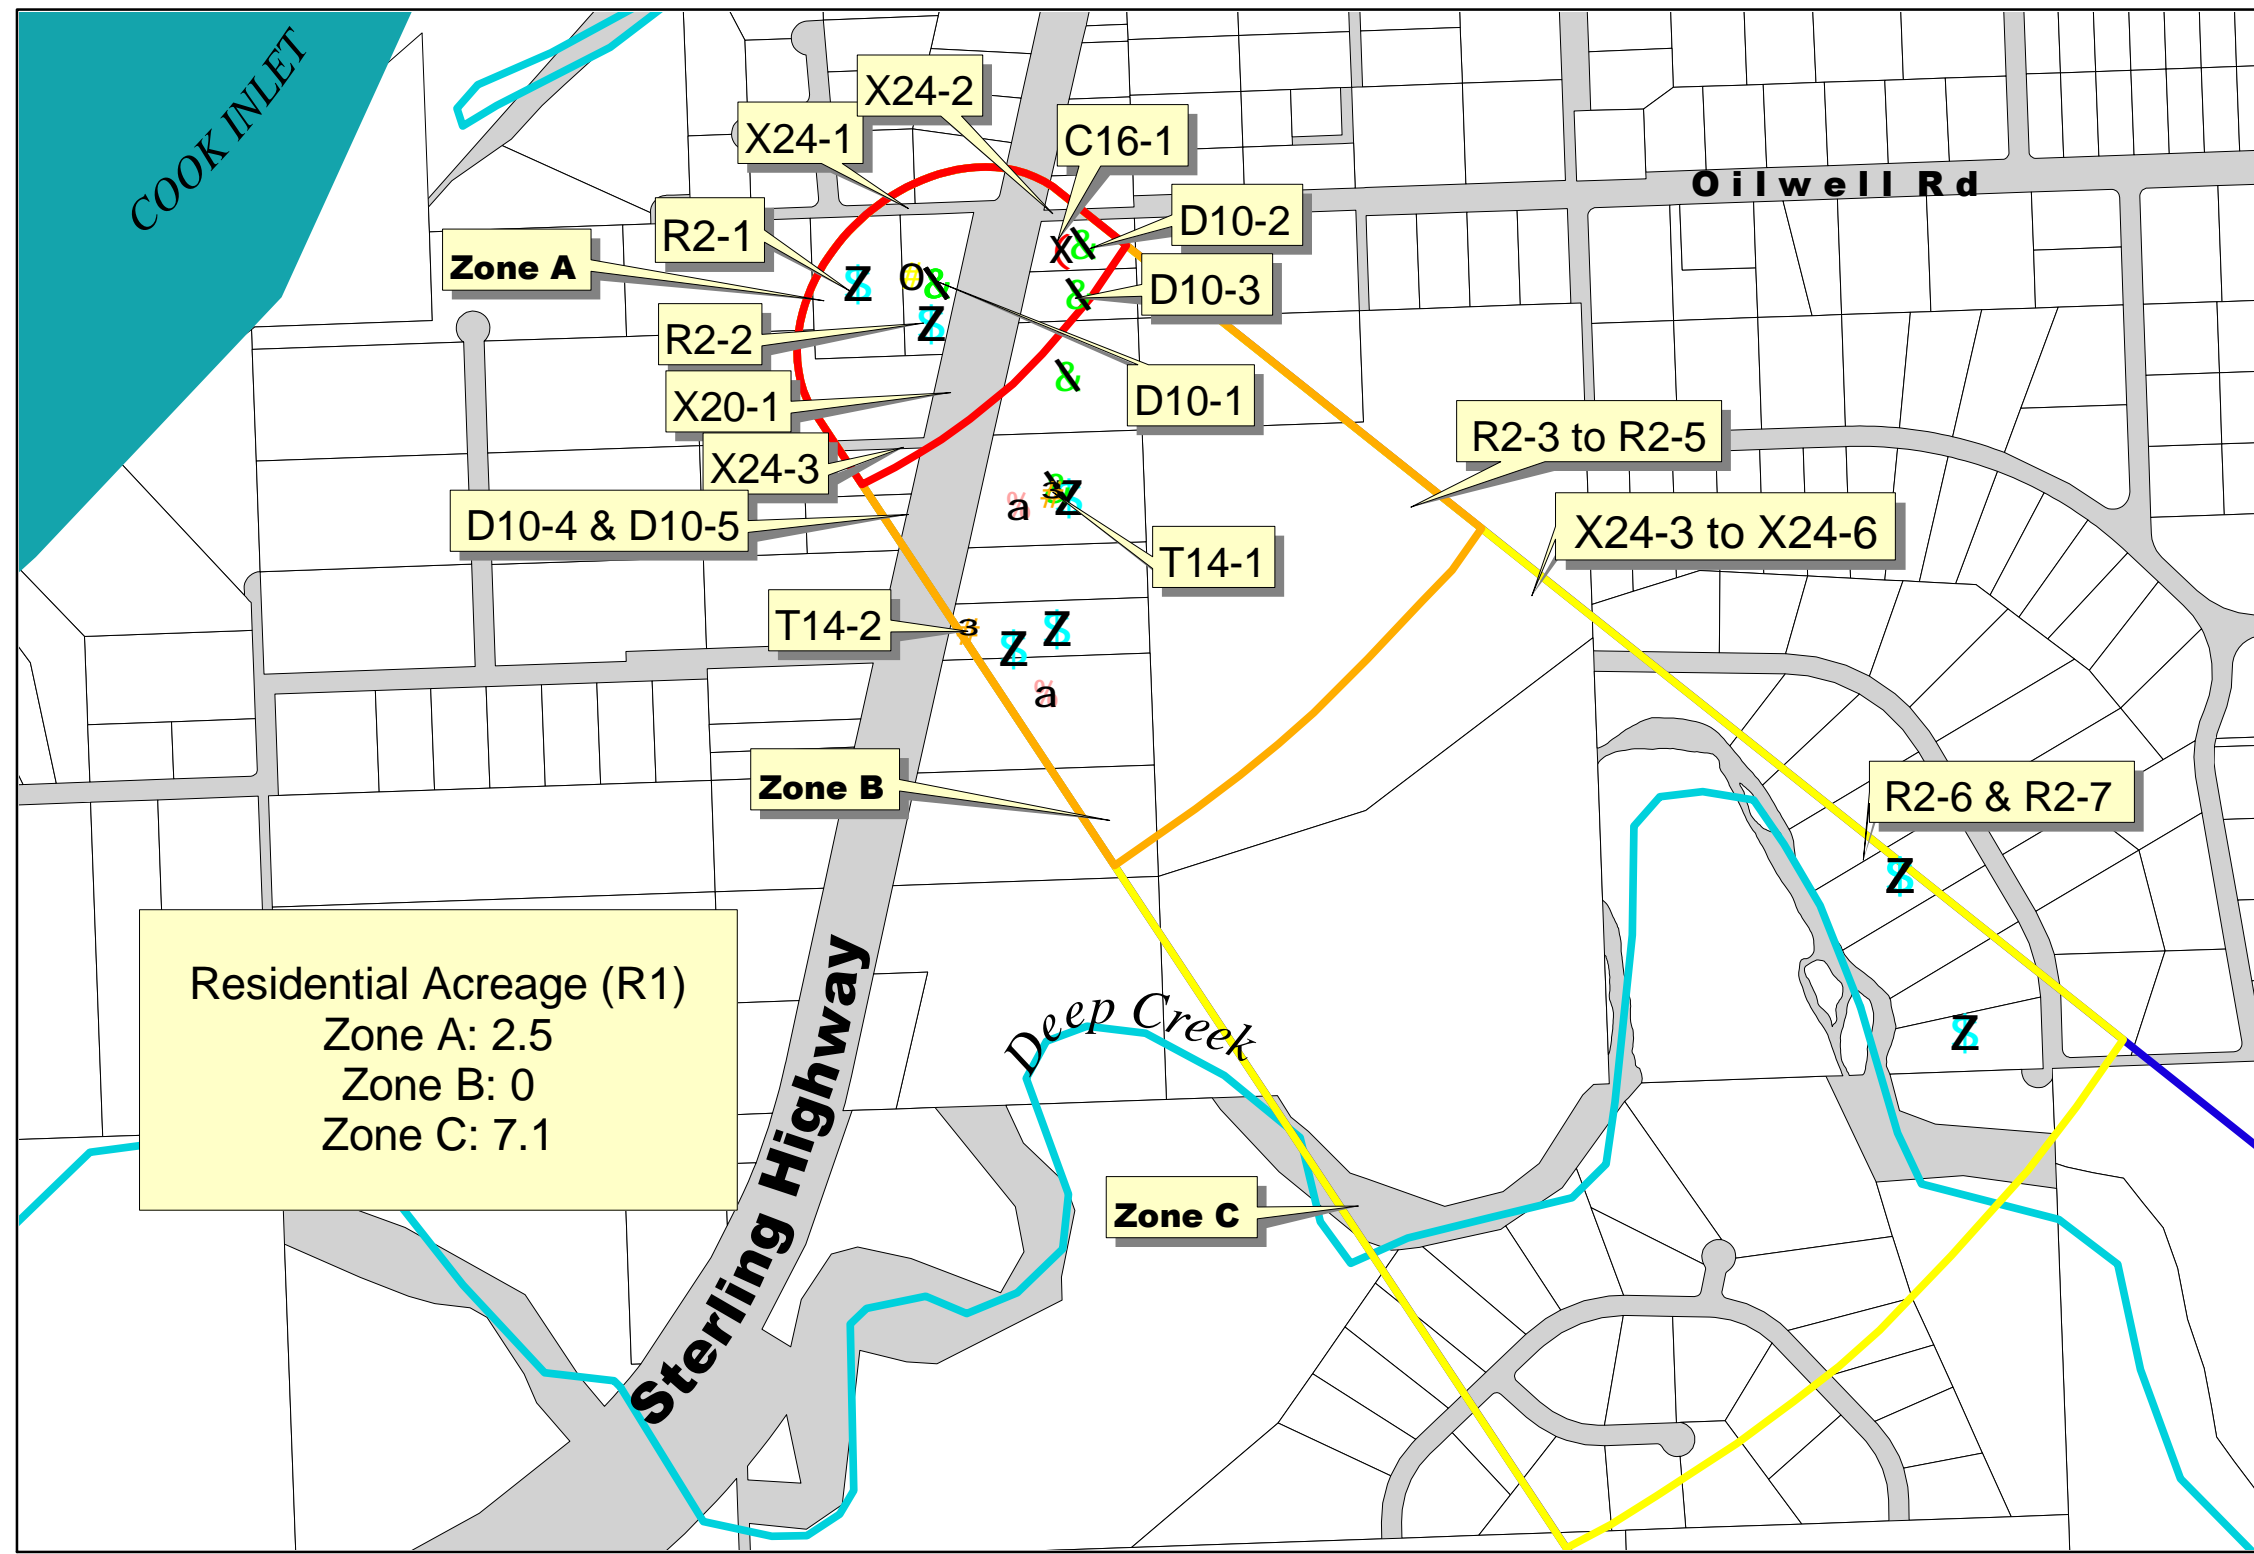 COOK INLET
X24-2
X24-1
C16-1
Oilwell Rd
D10-2
R2-1
Zone A
D10-3
R2-2
X20-1
D10-1
R2-3 to R2-5
X24-3
D10-4 & D10-5
X24-3 to X24-6
T14-1
T14-2
Zone B
R2-6 & R2-7
Residential Acreage (R1)
Zone A: 2.5
Zone B: 0
Zone C: 7.1
Deep Creek
Zone C
Sterling Highway